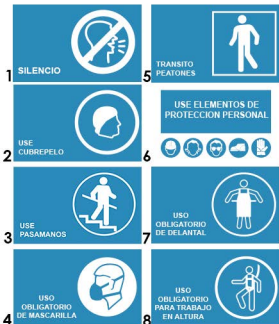 1 SILENCIO
2 USE
CUBREPELO
3 USE
PASAMANOS
4 USO
OBLIGATORIO
DE MASCARILLA
5 TRANSITO
PEATONES
6 USE ELEMENTOS DE
PROTECCION PERSONAL
7 USO
OBLIGATORIO
DE DELANTAL
8 USO
OBLIGATORIO
PARA TRABAJO
EN ALTURA